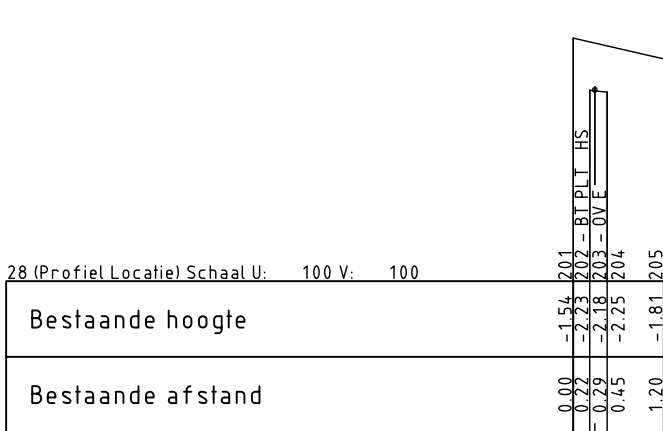 201
202 - BT PLT HS
203 - OV E
204
205
28 (Profiel Locatie) Schaal U: 100 V: 100
Bestaande hoogte -1.54 -2.23 -2.18 -2.25 -1.81
Bestaande afstand 0.00 0.22 0.29 0.45 1.20